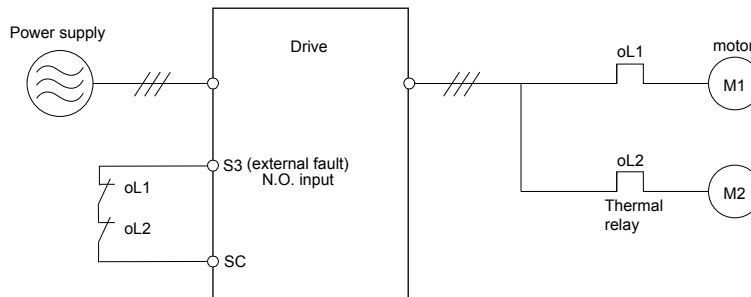 Power supply
Drive
oL1
motor
M1
S3 (external fault)
N.O. input
oL1
oL2
SC
oL2
Thermal
relay
M2